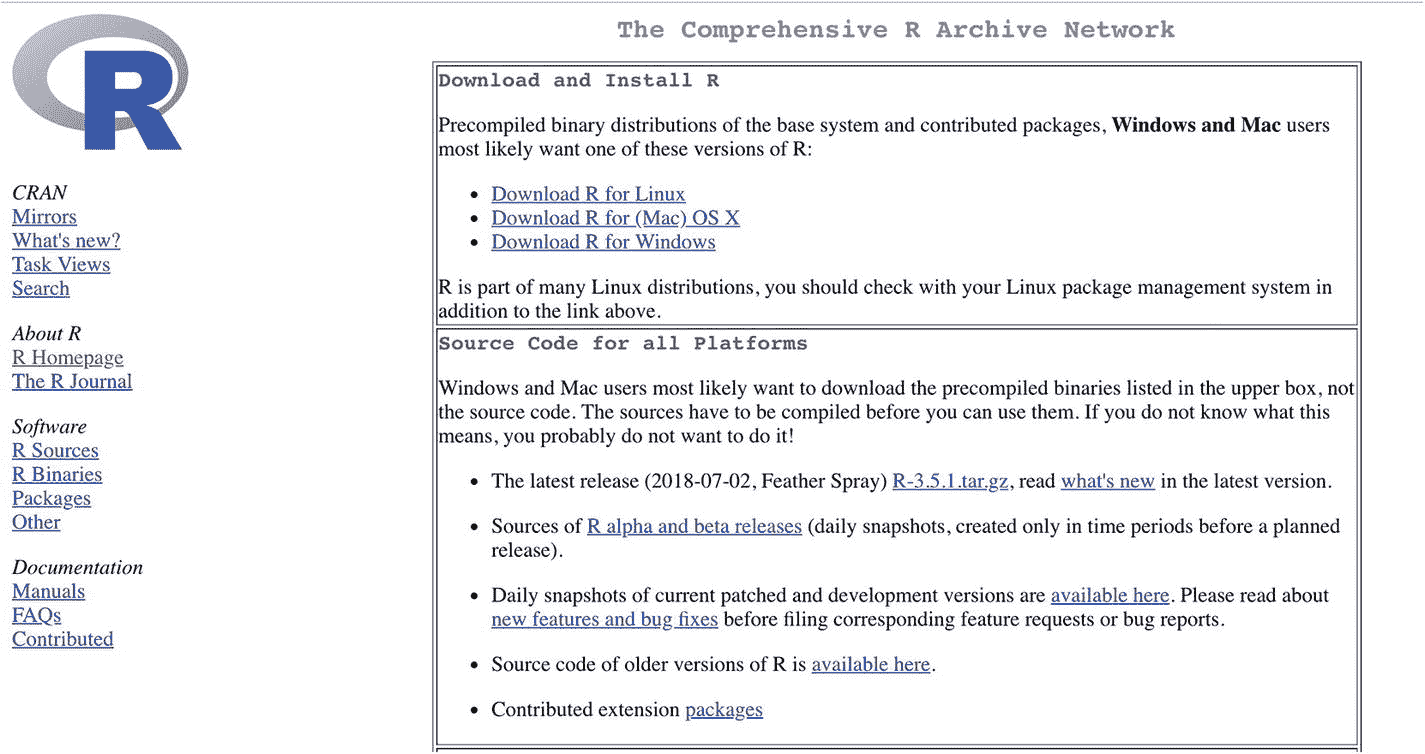 R
CRAN
Mirrors
What's new?
Task Views
Search
About R
R Homepage
The R Journal
Software
R Sources
R Binaries
Packages
Other
Documentation
Manuals
FAQs
Contributed
The Comprehensive R Archive Network
Download and Install R
Precompiled binary distributions of the base system and contributed packages, Windows and Mac users
most likely want one of these versions of R:
• Download R for Linux
• Download R for (Mac) OS X
• Download R for Windows
R is part of many Linux distributions, you should check with your Linux package management system in
addition to the link above.
Source Code for all Platforms
Windows and Mac users most likely want to download the precompiled binaries listed in the upper box, not
the source code. The sources have to be compiled before you can use them. If you do not know what this
means, you probably do not want to do it!
• The latest release (2018-07-02, Feather Spray) R-3.5.1.tar.gz, read what's new in the latest version.
• Sources of R alpha and beta releases (daily snapshots, created only in time periods before a planned
release).
• Daily snapshots of current patched and development versions are available here. Please read about
new features and bug fixes before filing corresponding feature requests or bug reports.
• Source code of older versions of R is available here.
• Contributed extension packages